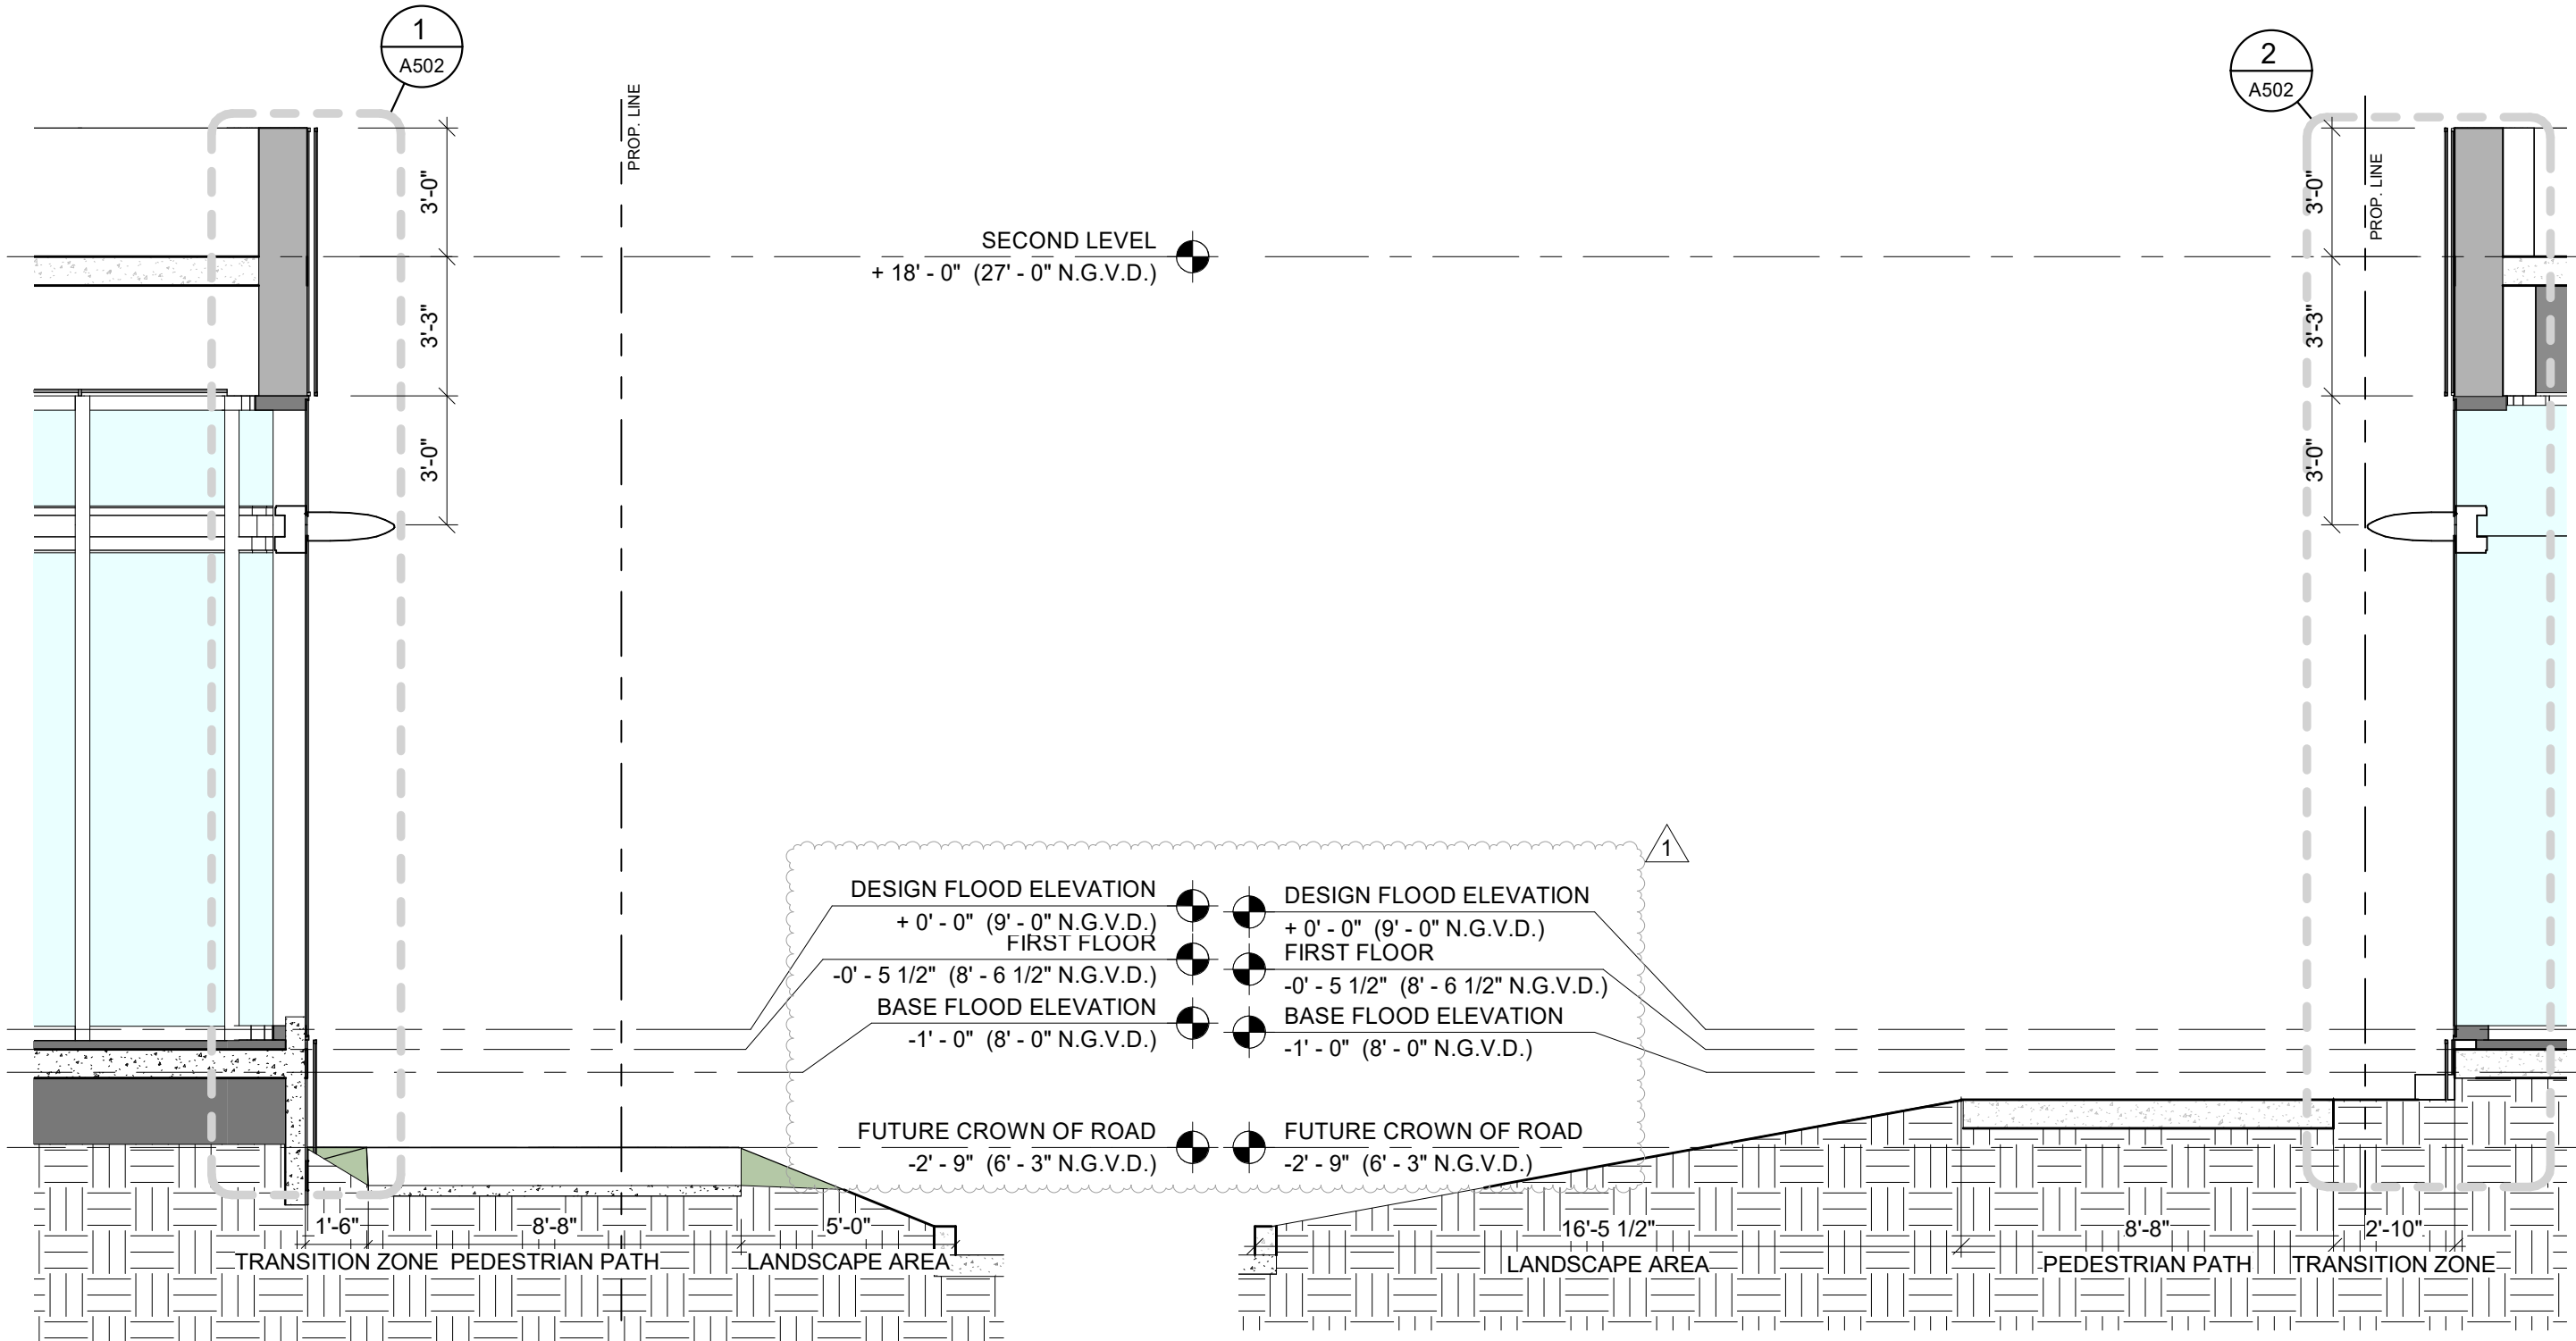 1
A502
2
A502
PROP. LINE
PROP. LINE
3'-0"
3'-0"
SECOND LEVEL
+ 18' - 0"  (27' - 0" N.G.V.D.)
3'-3"
3'-3"
3'-0"
3'-0"
1
DESIGN FLOOD ELEVATION
+ 0' - 0"  (9' - 0" N.G.V.D.)
FIRST FLOOR
-0' - 5 1/2"  (8' - 6 1/2" N.G.V.D.)
BASE FLOOD ELEVATION
-1' - 0"  (8' - 0" N.G.V.D.)
FUTURE CROWN OF ROAD
-2' - 9"  (6' - 3" N.G.V.D.)
DESIGN FLOOD ELEVATION
+ 0' - 0"  (9' - 0" N.G.V.D.)
FIRST FLOOR
-0' - 5 1/2"  (8' - 6 1/2" N.G.V.D.)
BASE FLOOD ELEVATION
-1' - 0"  (8' - 0" N.G.V.D.)
FUTURE CROWN OF ROAD
-2' - 9"  (6' - 3" N.G.V.D.)
1'-6"
8'-8"
5'-0"
16'-5 1/2"
8'-8"
2'-10"
TRANSITION ZONE
PEDESTRIAN PATH
LANDSCAPE AREA
LANDSCAPE AREA
PEDESTRIAN PATH
TRANSITION ZONE